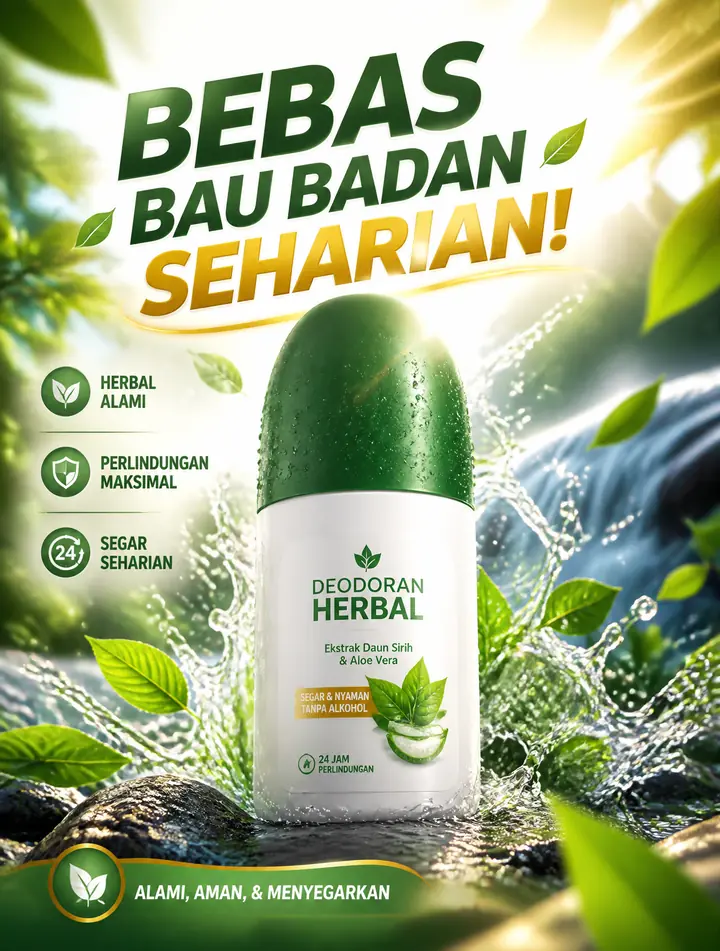 BEBAS
BAU BADAN
SEHARIAN!
HERBAL
ALAMI
PERLINDUNGAN
MAKSIMAL
24
SEGAR
SEHARIAN
DEODORAN
HERBAL
Ekstrak Daun Sirih
& Aloe Vera
SEGAR & NYAMAN
TANPA ALKOHOL
24 JAM
PERLINDUNGAN
ALAMI, AMAN, & MENYEGARKAN